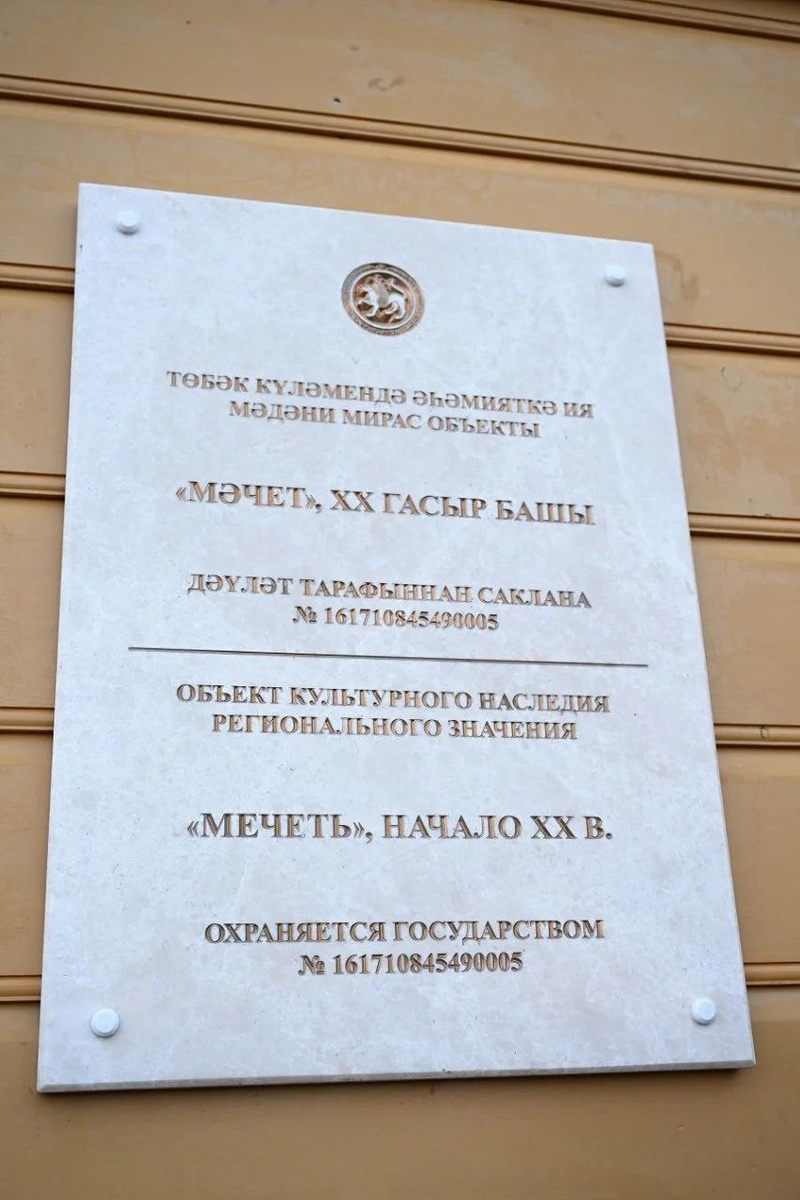 ТӨБӘК КҮЛӘМЕНДӘ ӘҺӘМИЯТКӘ ИЯ
МӘДӘНИ МИРАС ОБЪЕКТЫ
«МӘЧЕТ», XX ГАСЫР БАШЫ
ДӘҮЛӘТ ТАРАФЫННАН САКЛАНА
№ 161710845490005
ОБЪЕКТ КУЛЬТУРНОГО НАСЛЕДИЯ
РЕГИОНАЛЬНОГО ЗНАЧЕНИЯ
«МЕЧЕТЬ», НАЧАЛО XX В.
ОХРАНЯЕТСЯ ГОСУДАРСТВОМ
№ 161710845490005